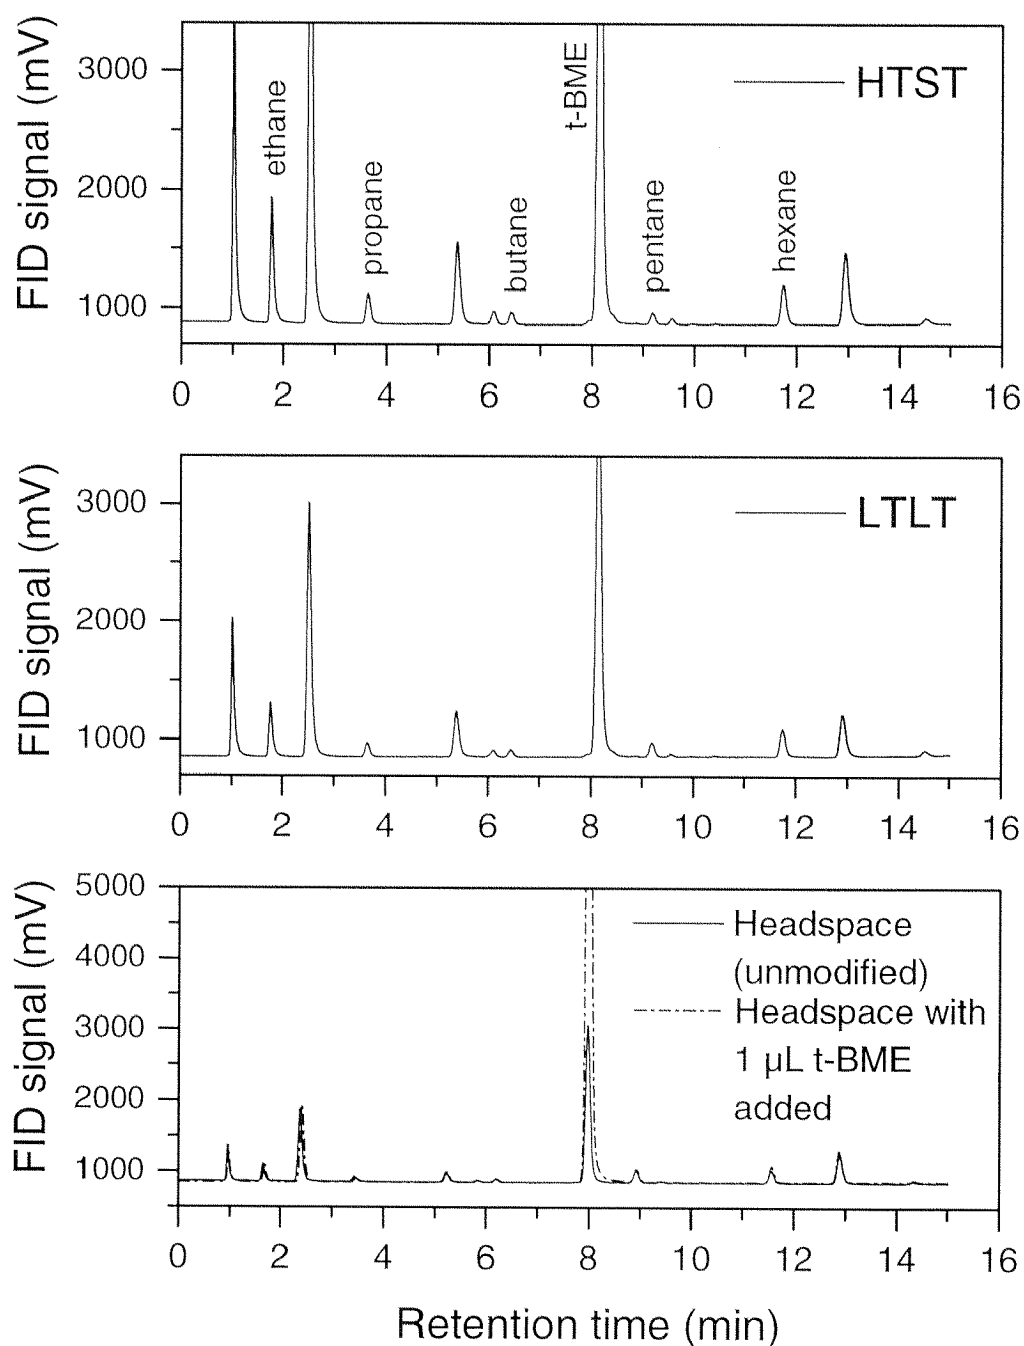 FID signal (mV)
3000
2000
1000
ethane
propane
butane
t-BME
pentane
hexane
HTST
0 2 4 6 8 10 12 14 16
FID signal (mV)
3000
2000
1000
LTLT
0 2 4 6 8 10 12 14 16
FID signal (mV)
5000
4000
3000
2000
1000
Headspace
(unmodified)
Headspace with
1 µL t-BME
added
0 2 4 6 8 10 12 14 16
Retention time (min)